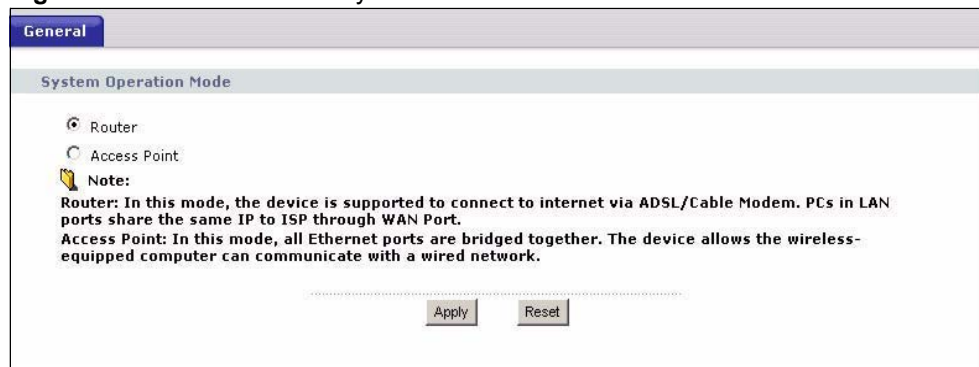 General
System Operation Mode
Router
Access Point
Note:
Router: In this mode, the device is supported to connect to internet via ADSL/Cable Modem. PCs in LAN
ports share the same IP to ISP through WAN Port.
Access Point: In this mode, all Ethernet ports are bridged together. The device allows the wireless-
equipped computer can communicate with a wired network.
Apply Reset